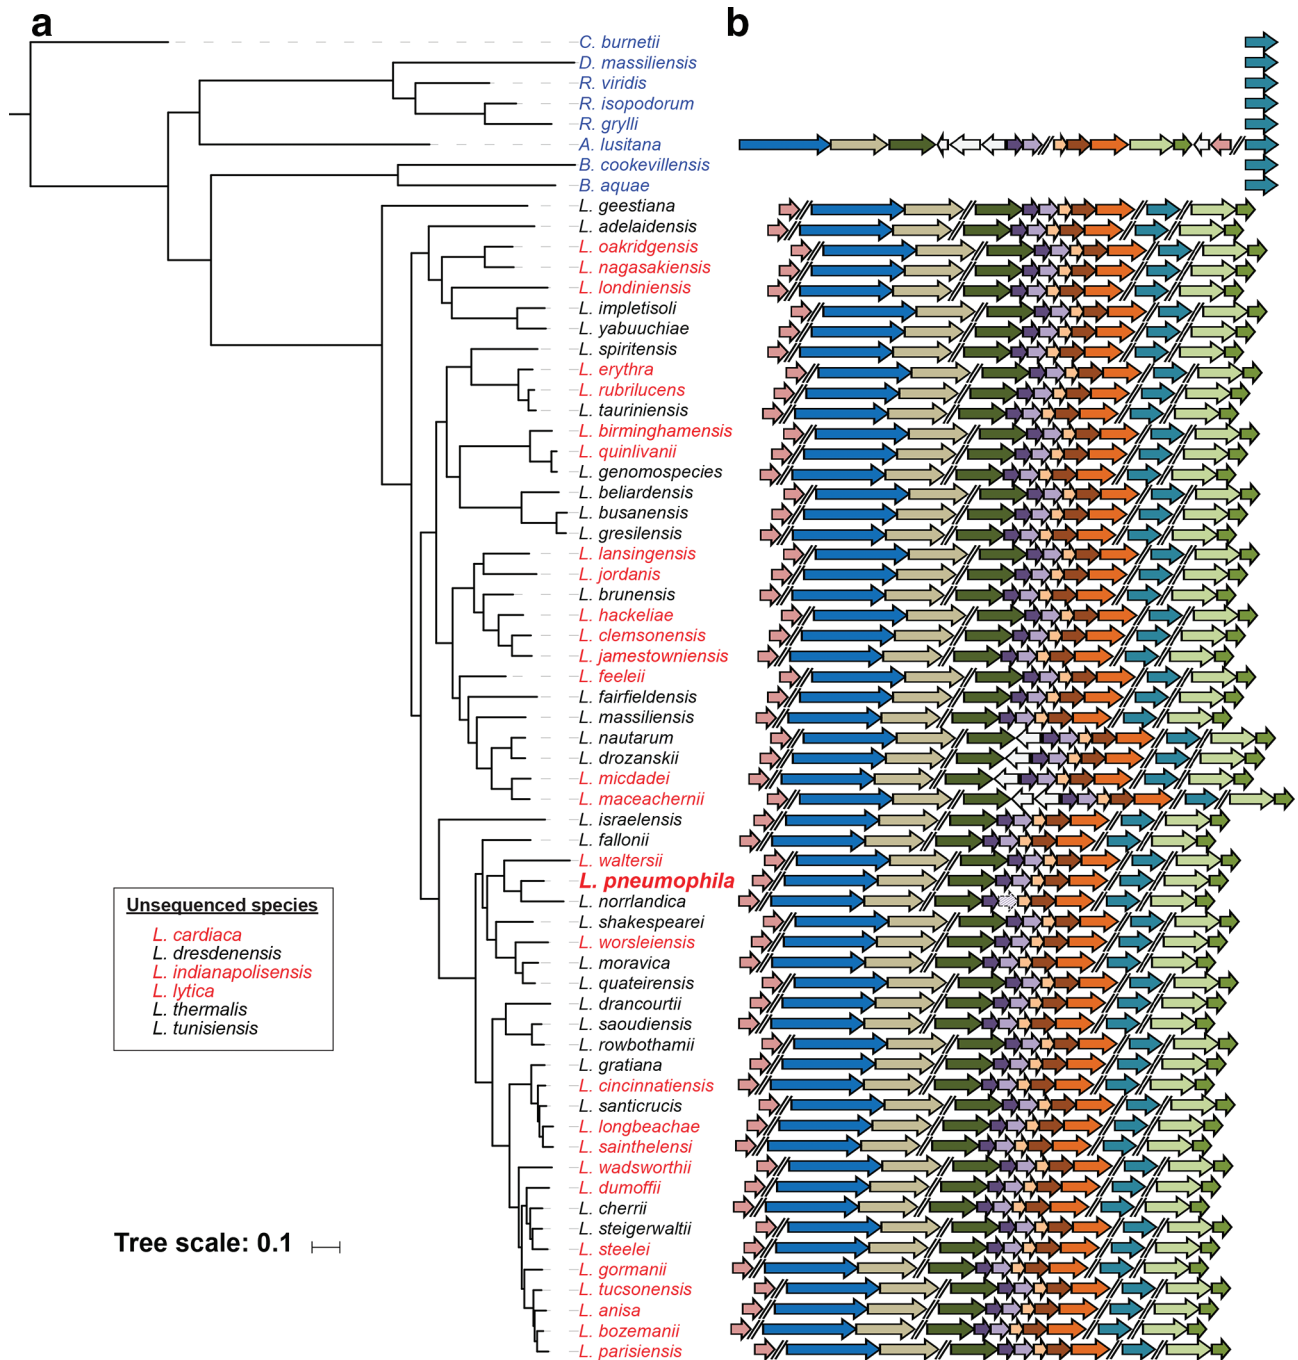 a
b
C. burnetii
D. massiliensis
R. viridis
R. isopodorum
R. grylli
A. lusitana
B. cookevillensis
B. aquae
L. geestiana
L. adelaidensis
L. oakridgensis
L. nagasakiensis
L. londiniensis
L. impletisoli
L. yabuuchiae
L. spiritensis
L. erythra
L. rubrilucens
L. tauriniensis
L. birminghamensis
L. quinlivanii
L. genomospecies
L. beliardensis
L. busanensis
L. gresilensis
L. lansingensis
L. jordanis
L. brunensis
L. hackeliae
L. clemsonensis
L. jamestowniensis
L. feeleii
L. fairfieldensis
L. massiliensis
L. nautarum
L. drozanskii
L. micdadei
L. maceachernii
L. israelensis
L. fallonii
L. waltersii
L. pneumophila
L. norrlandica
L. shakespearei
L. worsleiensis
L. moravica
L. quateirensis
L. drancourtii
L. saoudiensis
L. rowbothamii
L. gratiana
L. cincinnatiensis
L. santicrucis
L. longbeachae
L. sainthelensi
L. wadsworthii
L. dumoffii
L. cherrii
L. steigerwaltii
L. steelei
L. gormanii
L. tucsonensis
L. anisa
L. bozemanii
L. parisiensis
Unsequenced species
L. cardiaca
L. dresdenensis
L. indianapolisensis
L. lytica
L. thermalis
L. tunisiensis
Tree scale: 0.1